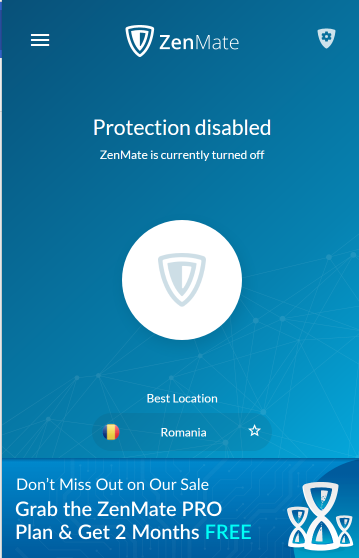 ZenMate
Protection disabled
ZenMate is currently turned off
Best Location
Romania
Don't Miss Out on Our Sale
Grab the ZenMate PRO
Plan & Get 2 Months FREE